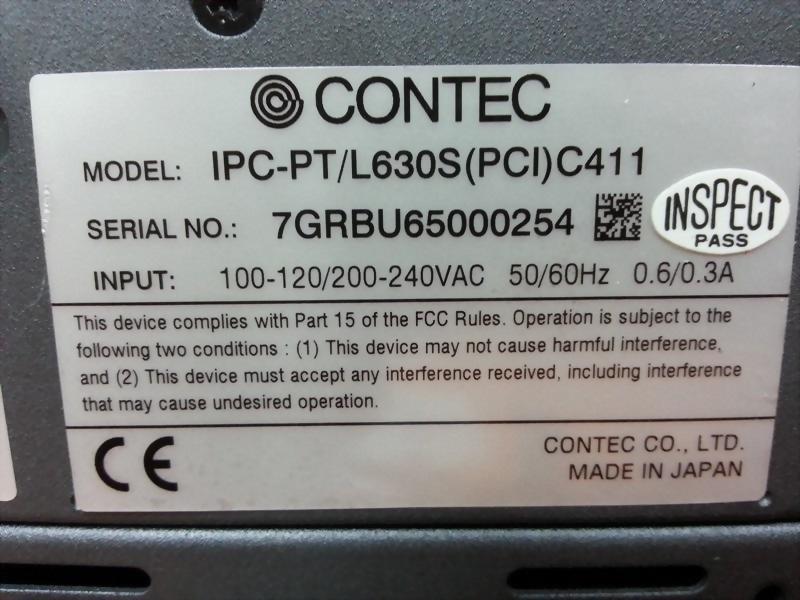 CONTEC
MODEL: IPC-PT/L630S(PCI)C411
SERIAL NO.: 7GRBU65000254
INSPECT
PASS
INPUT: 100-120/200-240VAC 50/60Hz 0.6/0.3A
This device complies with Part 15 of the FCC Rules. Operation is subject to the
following two conditions : (1) This device may not cause harmful interference,
and (2) This device must accept any interference received, including interference
that may cause undesired operation.
CE
CONTEC CO., LTD.
MADE IN JAPAN